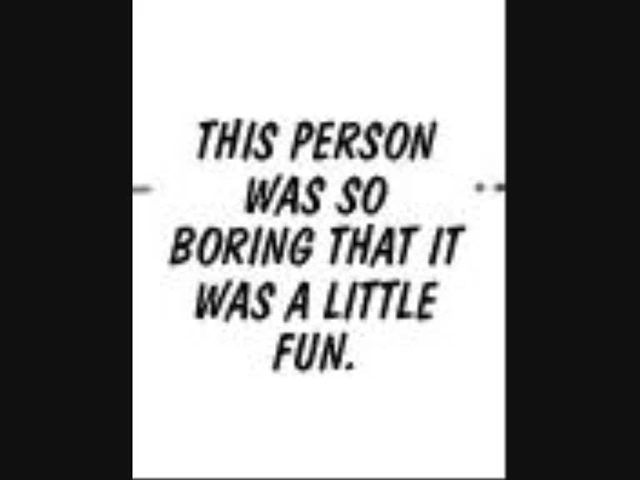 THIS PERSON
WAS SO
BORING THAT IT
WAS A LITTLE
FUN.